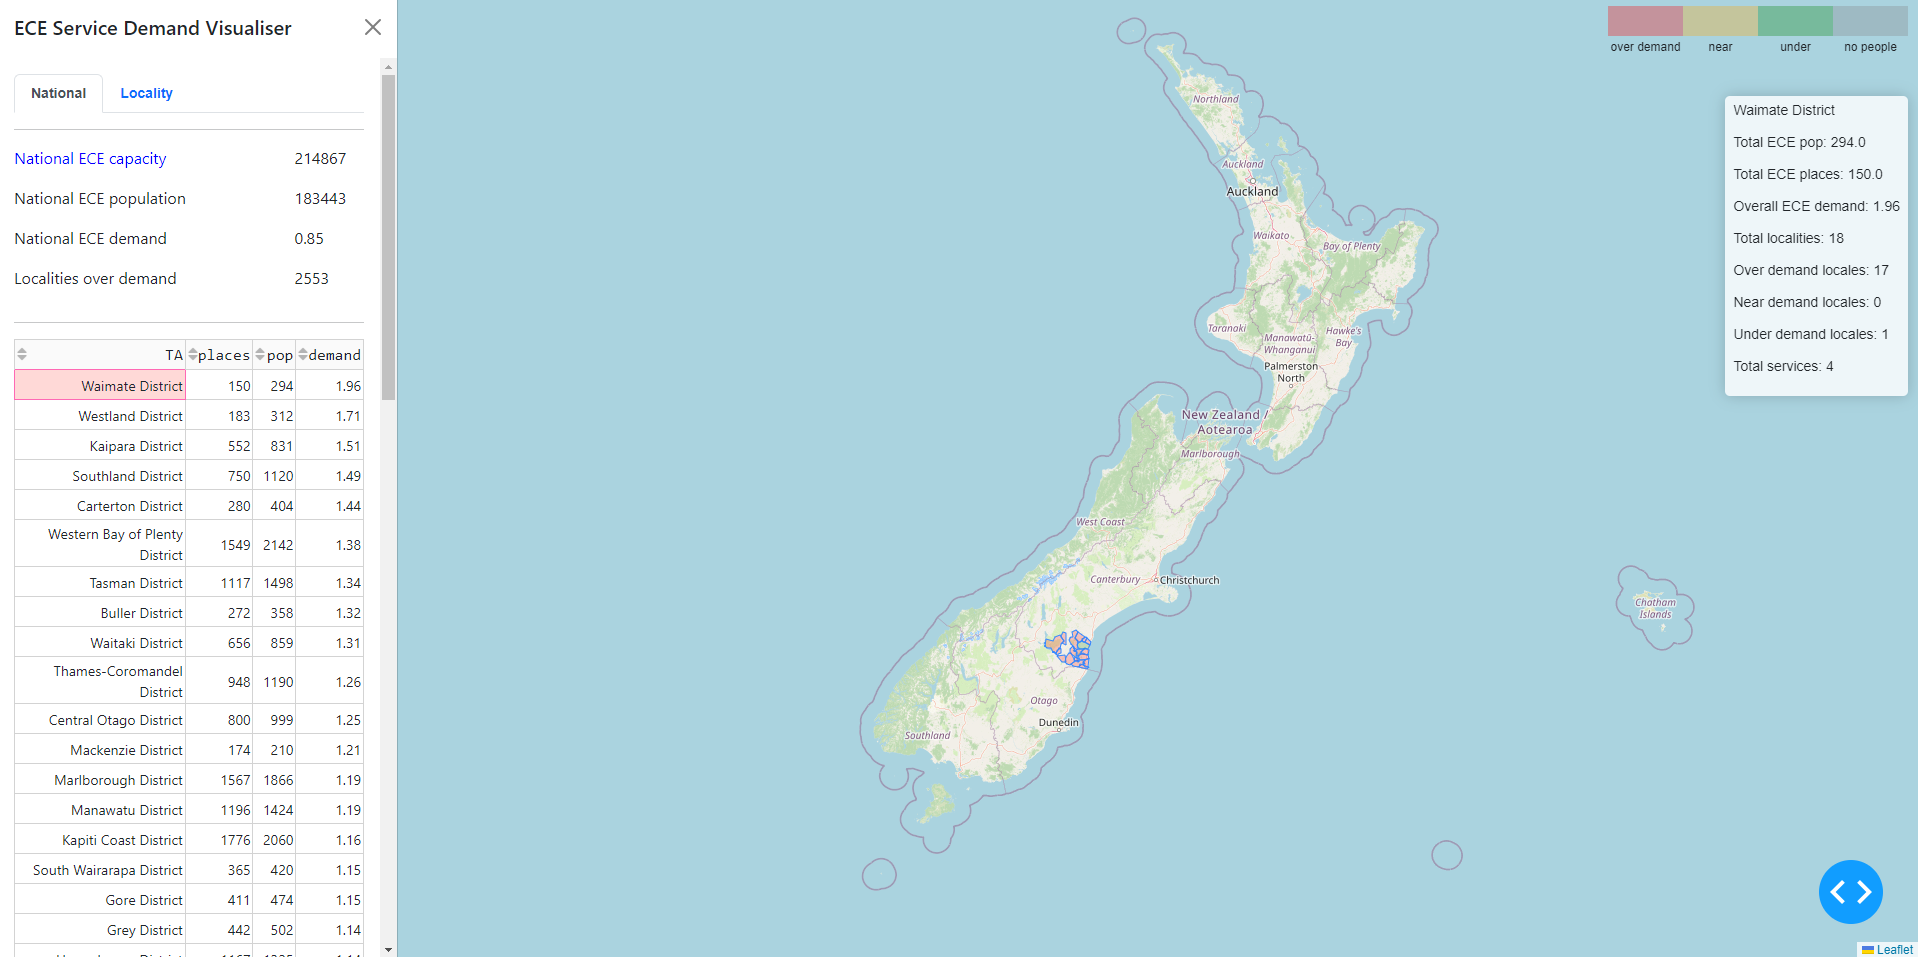 ECE Service Demand Visualiser
National Locality
National ECE capacity 214867
National ECE population 183443
National ECE demand 0.85
Localities over demand 2553
TA places pop demand
Waimate District 150 294 1.96
Westland District 183 312 1.71
Kaipara District 552 831 1.51
Southland District 750 1120 1.49
Carterton District 280 404 1.44
Western Bay of Plenty
District 1549 2142 1.38
Tasman District 1117 1498 1.34
Buller District 272 358 1.32
Waitaki District 656 859 1.31
Thames-Coromandel
District 948 1190 1.26
Central Otago District 800 999 1.25
Mackenzie District 174 210 1.21
Marlborough District 1567 1866 1.19
Manawatu District 1196 1424 1.19
Kapiti Coast District 1776 2060 1.16
South Wairarapa District 365 420 1.15
Gore District 411 474 1.15
Grey District 442 502 1.14
Northland
Auckland
Auckland
Waikato
Bay of Plenty
Taranaki
Hawke's
Bay
Manawatū-
Whanganui
Palmerston
North
New Zealand /
Aotearoa
Marlborough
West Coast
Canterbury
Christchurch
Otago
Dunedin
Southland
Chatham
Islands
over demand near under no people
Waimate District
Total ECE pop: 294.0
Total ECE places: 150.0
Overall ECE demand: 1.96
Total localities: 18
Over demand locales: 17
Near demand locales: 0
Under demand locales: 1
Total services: 4
Leaflet